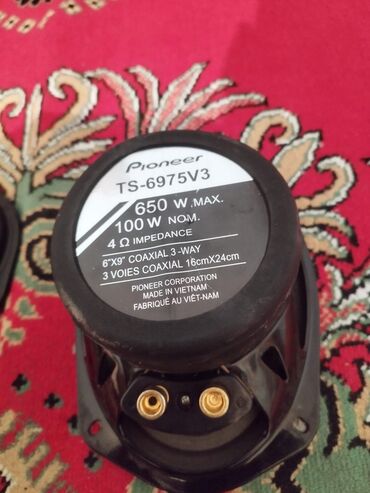 Pioneer
TS-6975V3
650 W MAX.
100 W NOM.
4 Ω IMPEDANCE
6"X9" COAXIAL 3-WAY
3 VOIES COAXIAL 16cmX24cm
PIONEER CORPORATION
MADE IN VIETNAM
FABRIQUÉ AU VIÊT-NAM